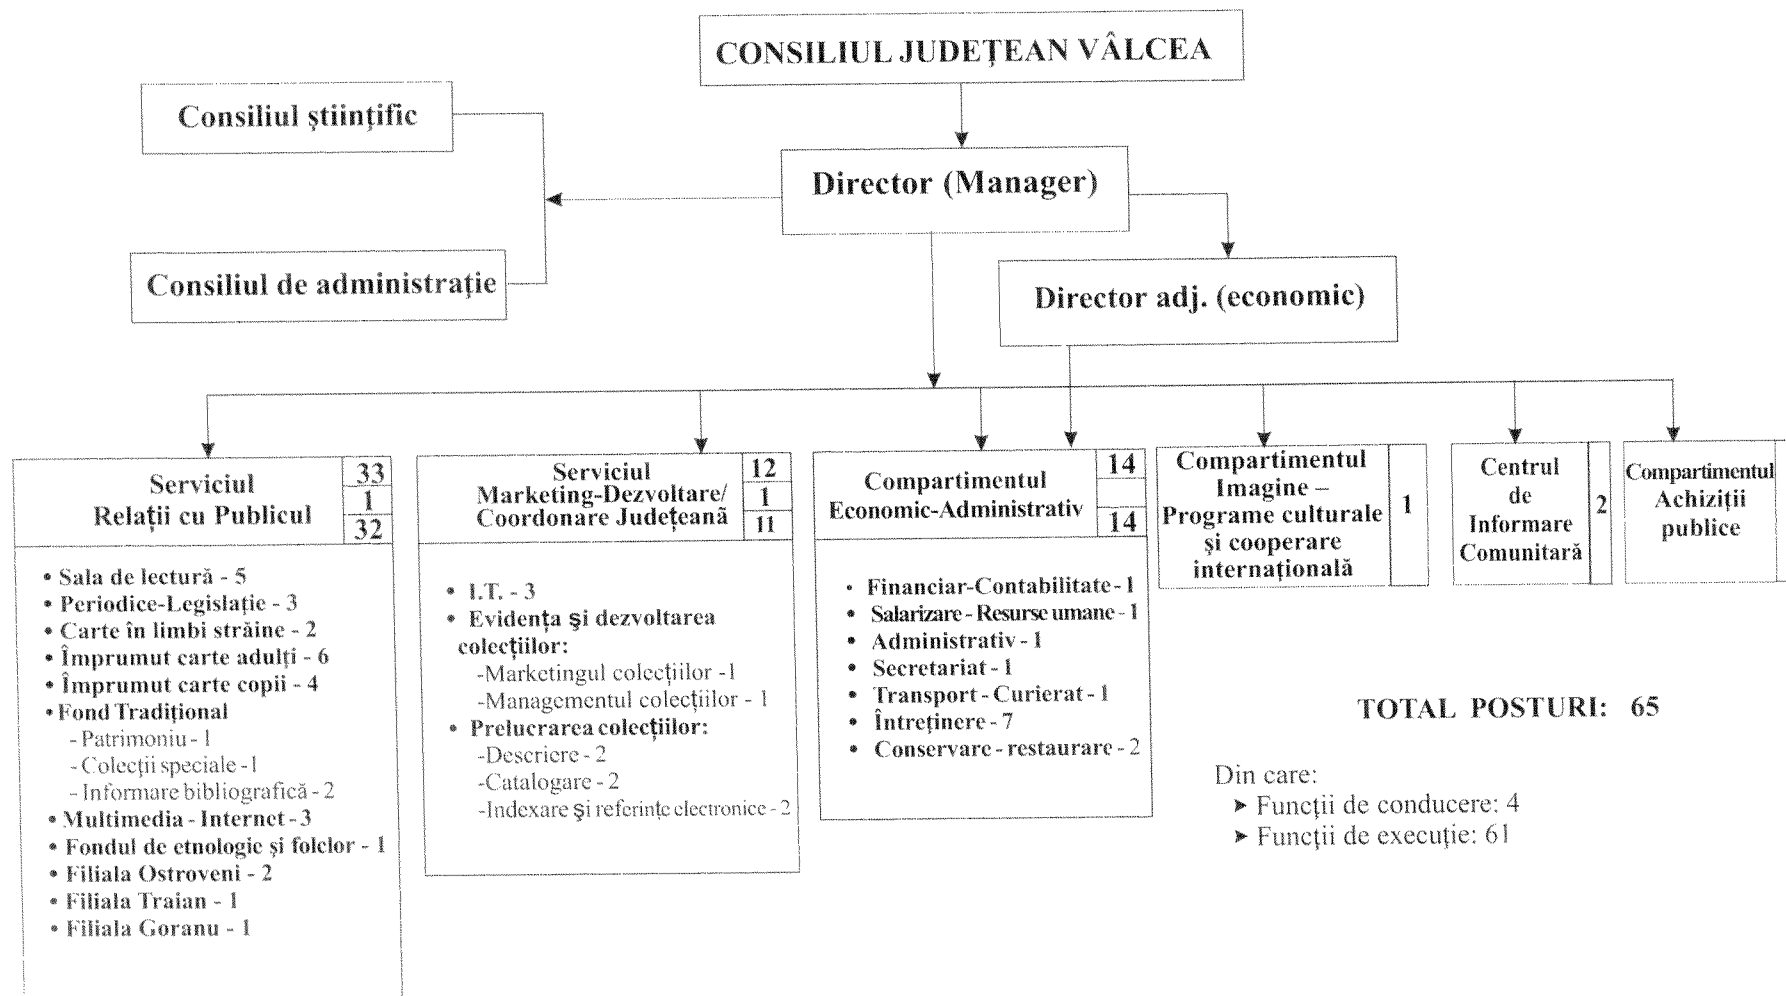 CONSILIUL JUDEȚEAN VÂLCEA
Consiliul științific
Director (Manager)
Consiliul de administrație
Director adj. (economic)
Serviciul
Relații cu Publicul
33
1
32
• Sala de lectură - 5
• Periodice-Legislație - 3
• Carte în limbi străine - 2
• Împrumut carte adulți - 6
• Împrumut carte copii - 4
• Fond Tradițional
- Patrimoniu - 1
- Colecții speciale -1
- Informare bibliografică - 2
• Multimedia - Internet - 3
• Fondul de etnologie și folclor - 1
• Filiala Ostroveni - 2
• Filiala Traian - 1
• Filiala Goranu - 1
Serviciul
Marketing-Dezvoltare/
Coordonare Județeană
12
1
11
• I.T. - 3
• Evidența și dezvoltarea
colecțiilor:
-Marketingul colecțiilor -1
-Managementul colecțiilor - 1
• Prelucrarea colecțiilor:
-Descriere - 2
-Catalogare - 2
-Indexare și referințe electronice - 2
Compartimentul
Economic-Administrativ
14
14
• Financiar-Contabilitate - 1
• Salarizare - Resurse umane - 1
• Administrativ - 1
• Secretariat - 1
• Transport - Curierat - 1
• Întreținere - 7
• Conservare - restaurare - 2
Compartimentul
Imagine –
Programe culturale
și cooperare
internațională
1
Centrul
de
Informare
Comunitară
2
Compartimentul
Achiziții
publice
TOTAL POSTURI: 65
Din care:
➤ Funcții de conducere: 4
➤ Funcții de execuție: 61